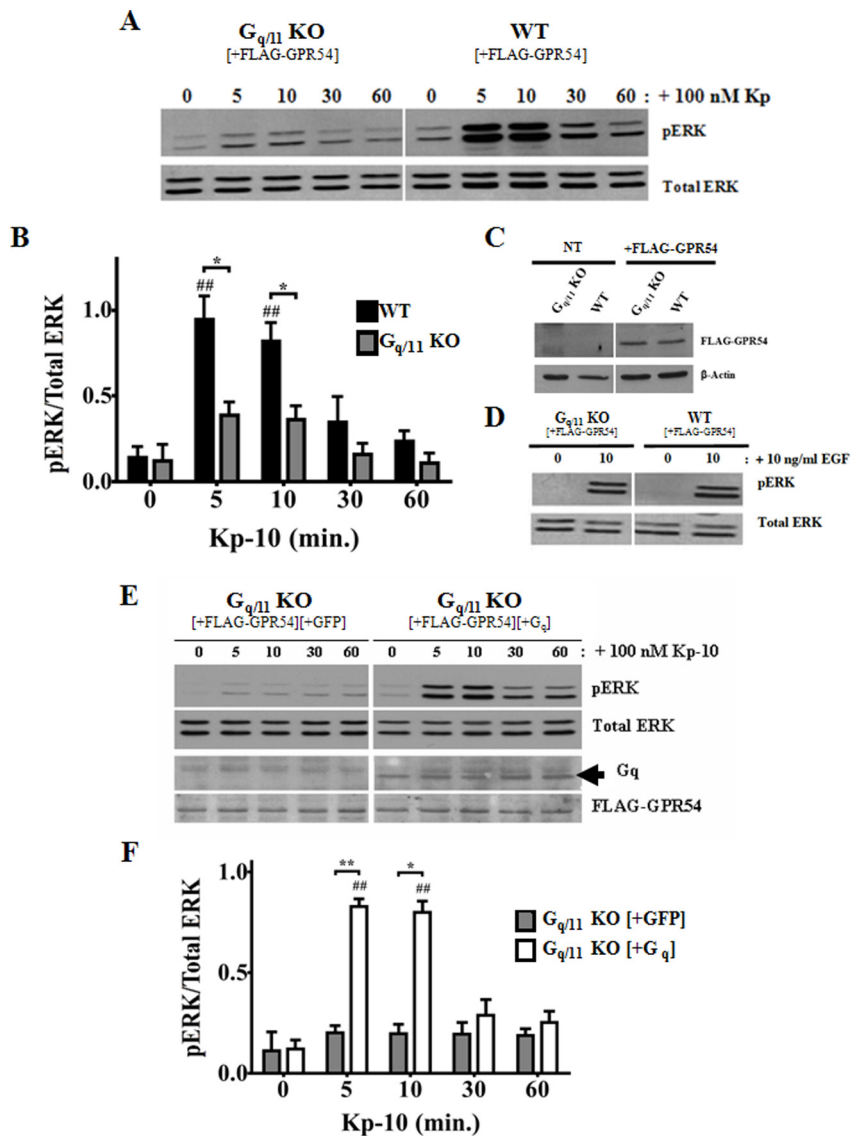 A
Gq/11 KO WT
[+FLAG-GPR54] [+FLAG-GPR54]
0 5 10 30 60 0 5 10 30 60 : + 100 nM Kp
pERK
Total ERK
B
pERK/Total ERK
1.0
0.5
0.0
## * ## *
WT
Gq/11 KO
0 5 10 30 60
Kp-10 (min.)
C
NT +FLAG-GPR54
Gq/11 KO WT Gq/11 KO WT
FLAG-GPR54
β-Actin
D
Gq/11 KO WT
[+FLAG-GPR54] [+FLAG-GPR54]
0 10 0 10 : + 10 ng/ml EGF
pERK
Total ERK
E
Gq/11 KO Gq/11 KO
[+FLAG-GPR54][+GFP] [+FLAG-GPR54][+Gq]
0 5 10 30 60 0 5 10 30 60 : + 100 nM Kp-10
pERK
Total ERK
Gq
FLAG-GPR54
F
pERK/Total ERK
1.0
0.5
0.0
** ## * ##
Gq/11 KO [+GFP]
Gq/11 KO [+Gq]
0 5 10 30 60
Kp-10 (min.)